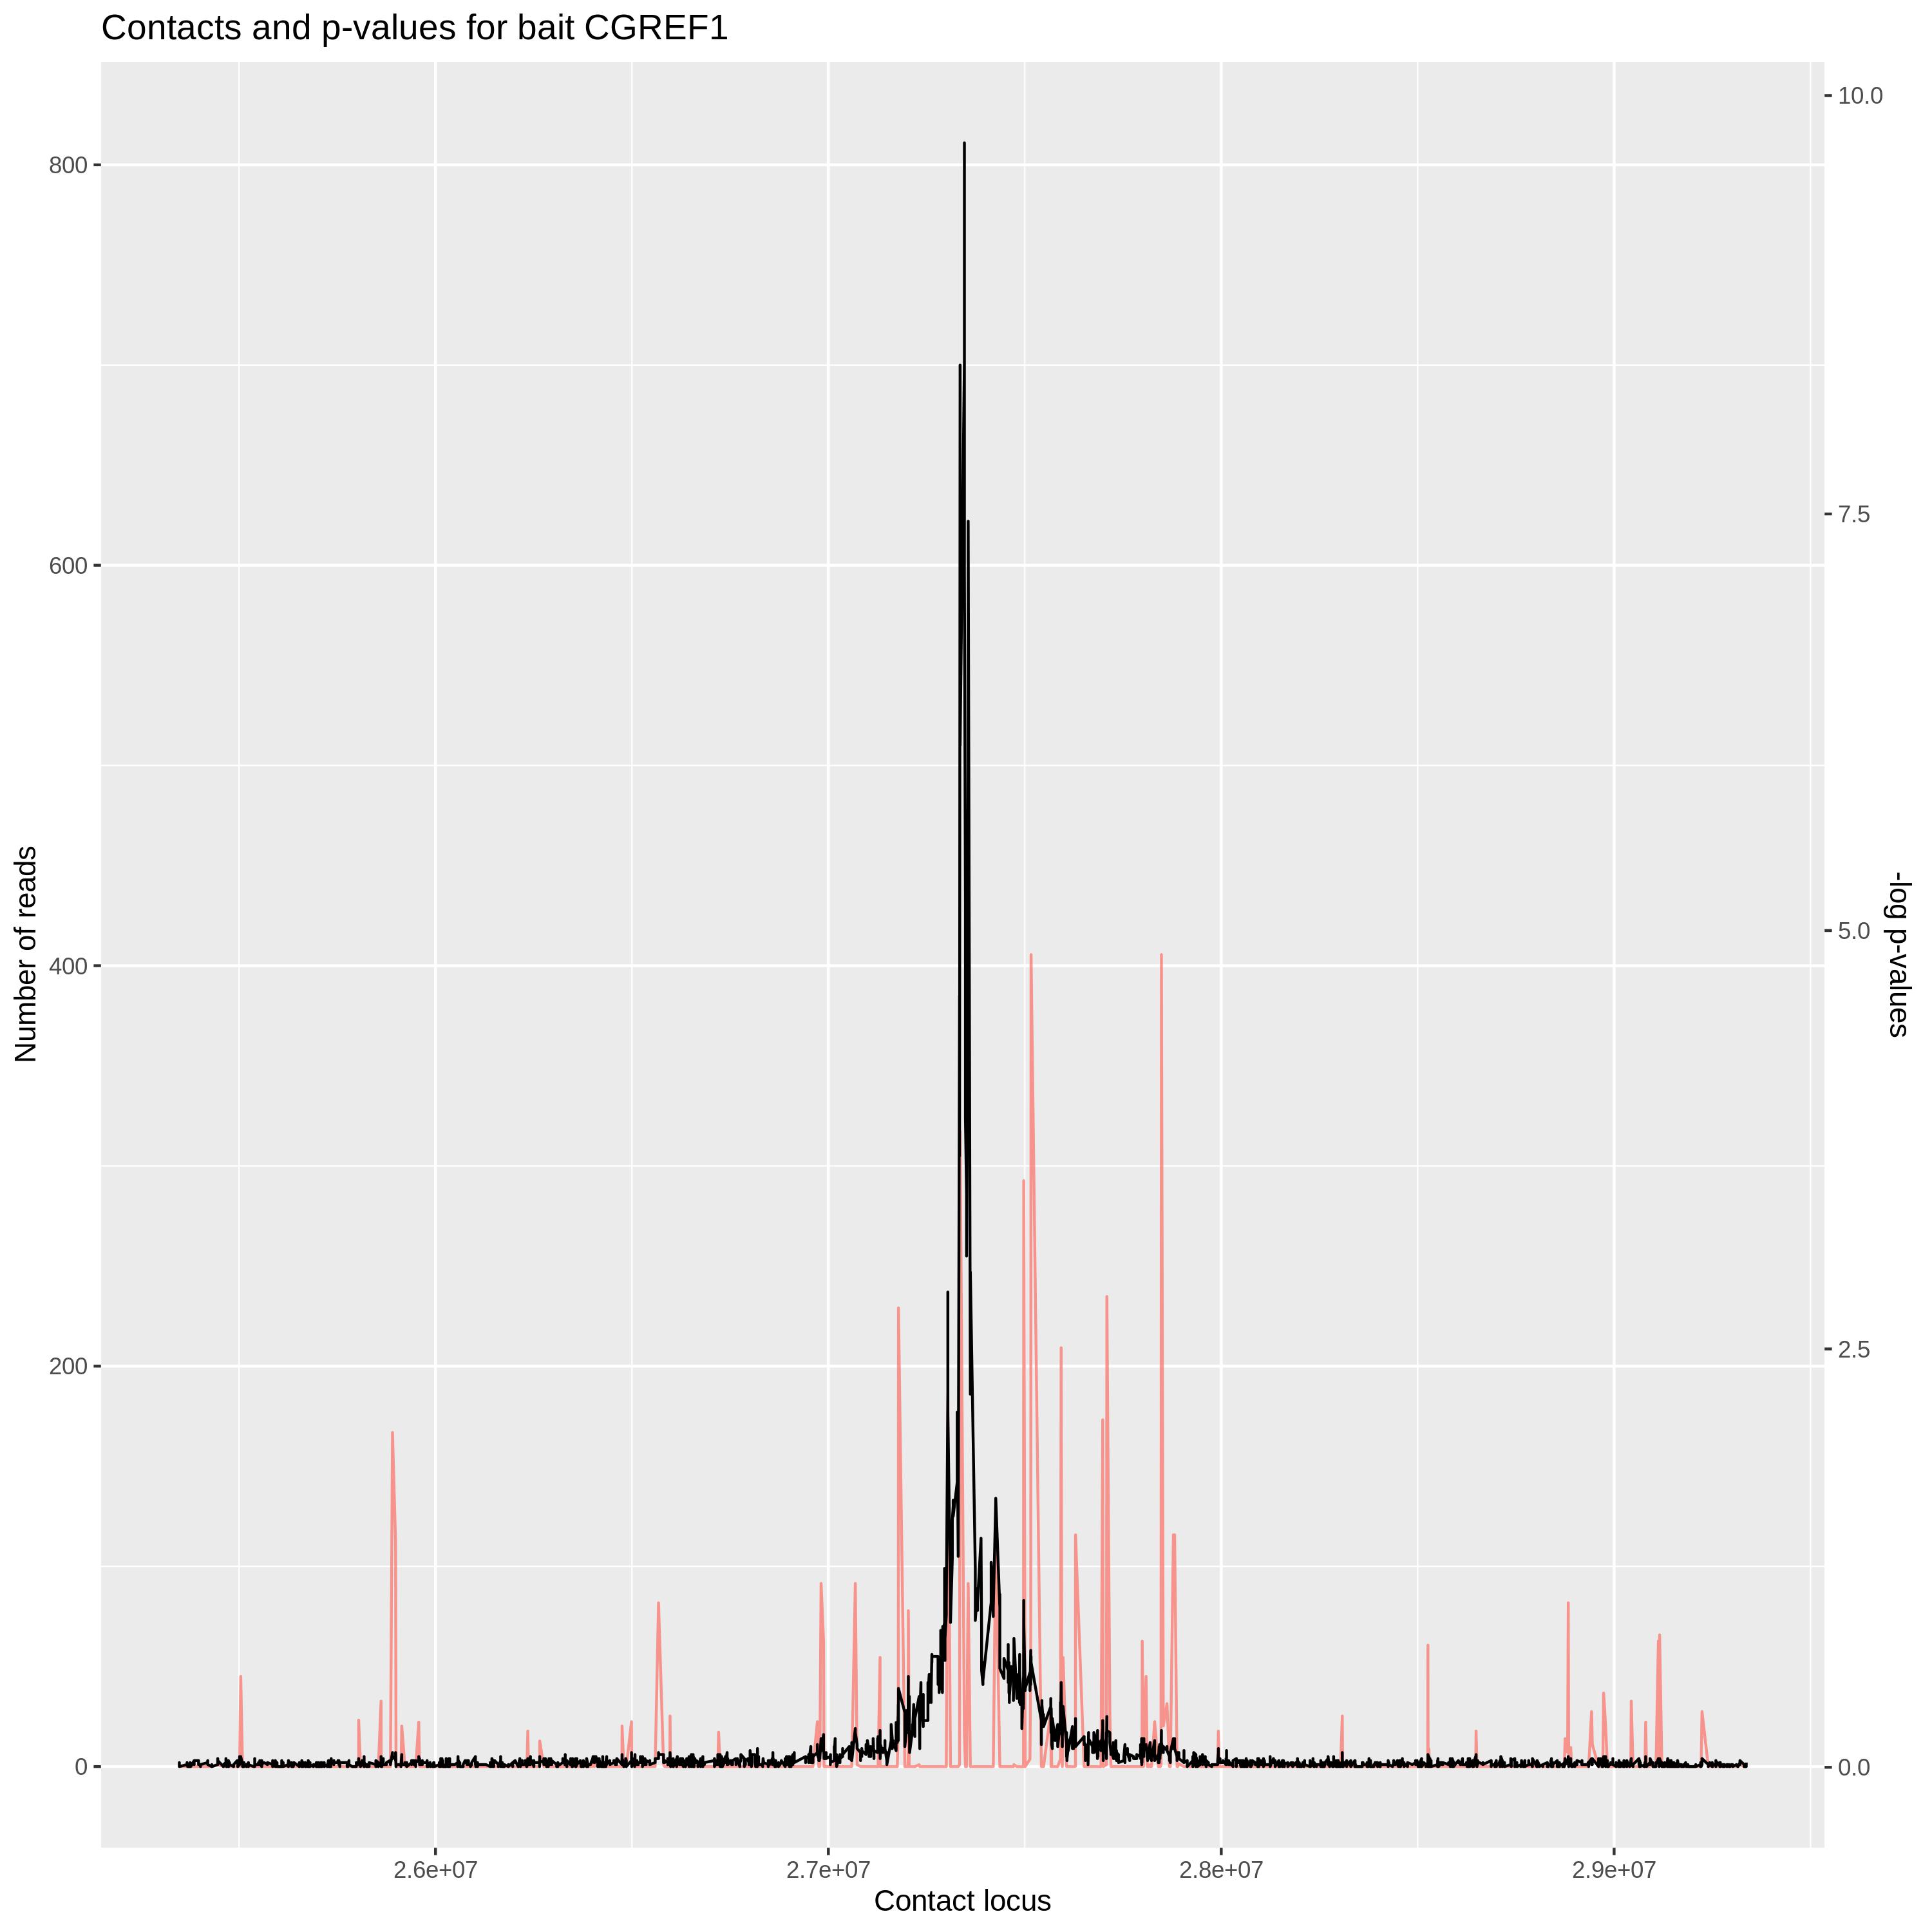 Contacts and p-values for bait CGREF1
Number of reads
800
600
400
200
0
10.0
7.5
5.0
2.5
0.0
-log p-values
2.6e+07
2.7e+07
2.8e+07
2.9e+07
Contact locus